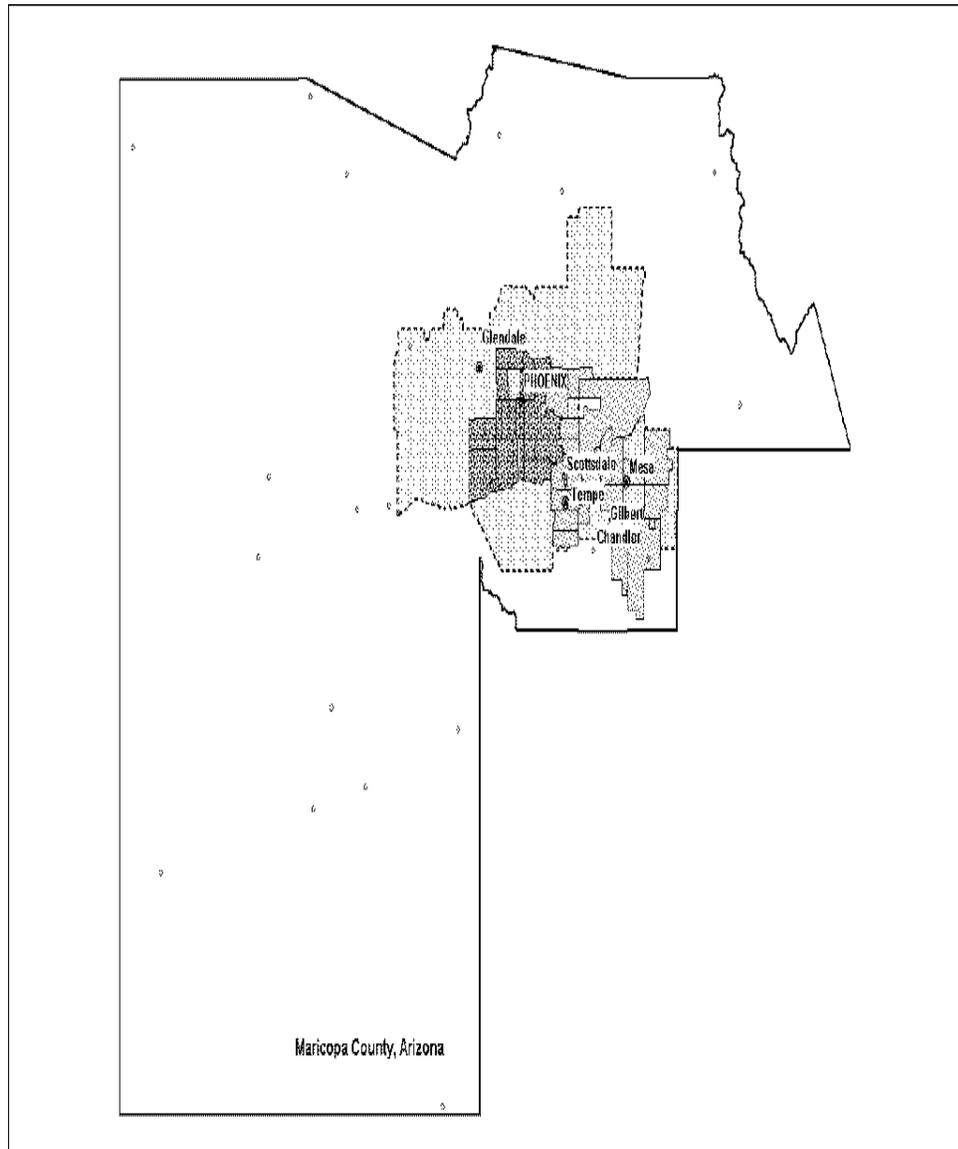 Glendale
PHOENIX
Scottsdale
Mesa
Tempe
Gilbert
Chandler
Maricopa County, Arizona